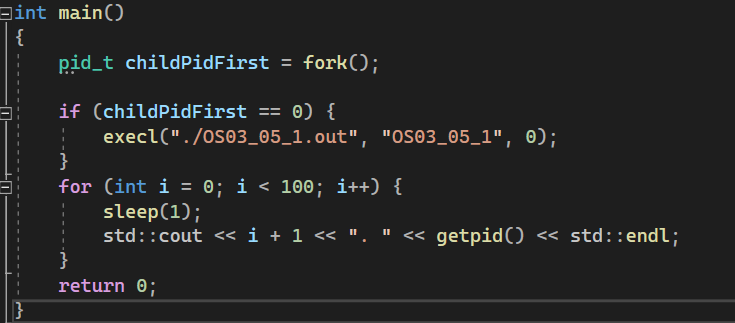 int main()
{
pid_t childPidFirst = fork();
if (childPidFirst == 0) {
execl("./OS03_05_1.out", "OS03_05_1", 0);
}
for (int i = 0; i < 100; i++) {
sleep(1);
std::cout << i + 1 << ". " << getpid() << std::endl;
}
return 0;
}